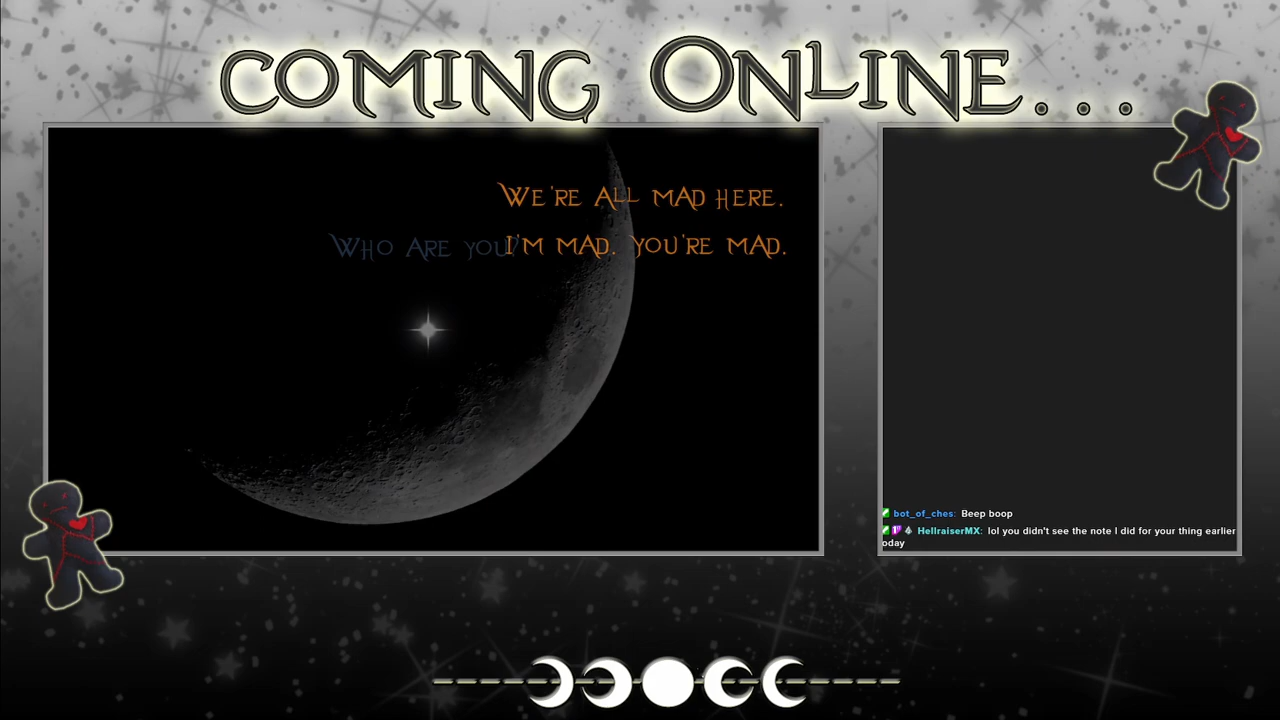 COMING ONLINE...
WE'RE ALL MAD HERE.
WHO ARE YOU?
I'M MAD. YOU'RE MAD.
bot_of_ches: Beep boop
HellraiserMX: lol you didn't see the note I did for your thing earlier
oday